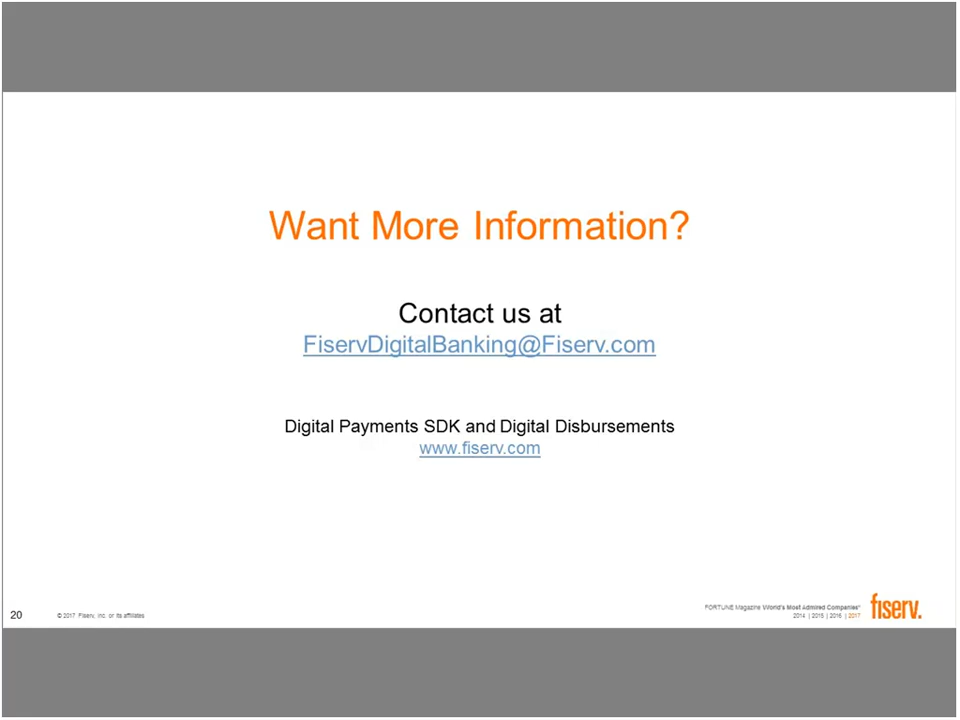 Want More Information?
Contact us at
FiservDigitalBanking@Fiserv.com
Digital Payments SDK and Digital Disbursements
www.fiserv.com
20
© 2017 Fiserv, Inc. or its affiliates
FORTUNE Magazine World's Most Admired Companies®
2014 | 2015 | 2016 | 2017
fiserv.